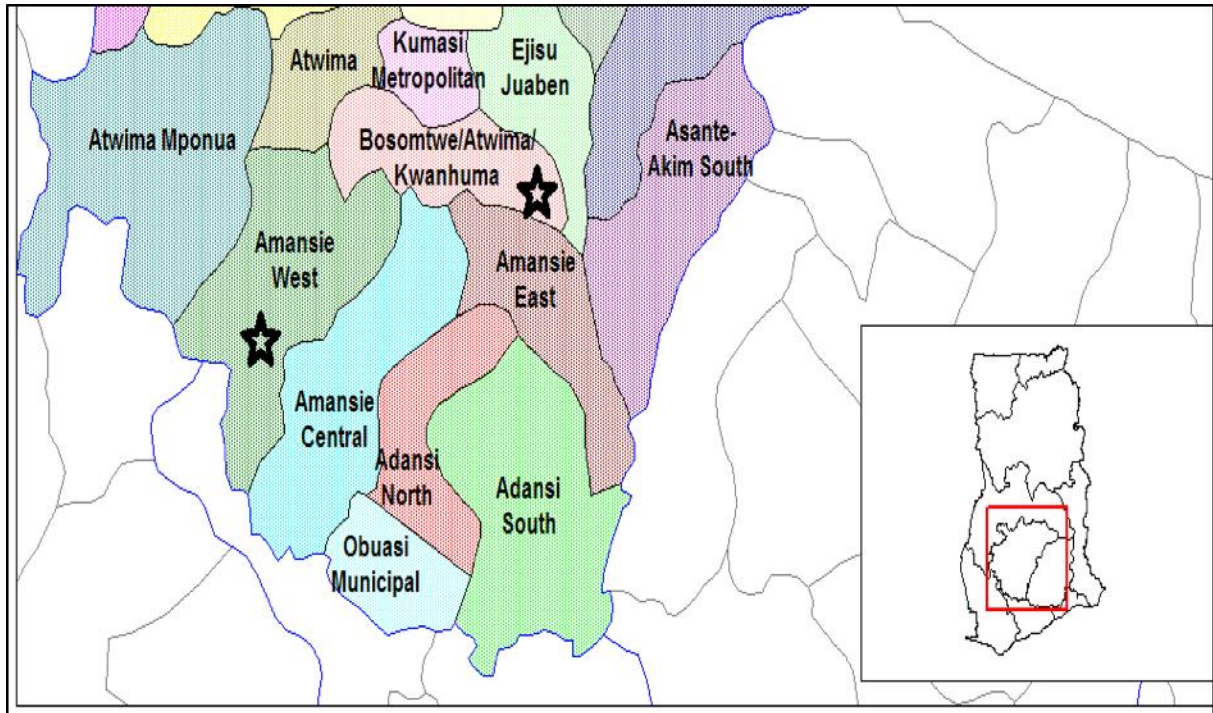 Atwima
Kumasi
Metropolitan
Ejisu
Juaben
Atwima Mponua
Bosomtwe/Atwima/
Kwanhuma
Asante-
Akim South
Amansie
West
Amansie
East
Amansie
Central
Adansi
North
Adansi
South
Obuasi
Municipal